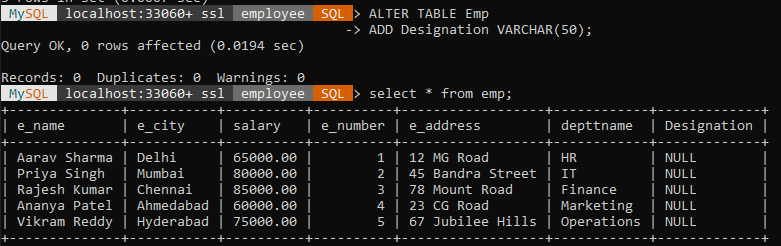 MySQL localhost:33060+ ssl employee SQL > ALTER TABLE Emp
-> ADD Designation VARCHAR(50);
Query OK, 0 rows affected (0.0194 sec)
Records: 0  Duplicates: 0  Warnings: 0
MySQL localhost:33060+ ssl employee SQL > select * from emp;
+--------------+-----------+----------+----------+------------------+------------+-------------+
| e_name       | e_city    | salary   | e_number | e_address        | depttname  | Designation |
+--------------+-----------+----------+----------+------------------+------------+-------------+
| Aarav Sharma | Delhi     | 65000.00 |        1 | 12 MG Road       | HR         | NULL        |
| Priya Singh  | Mumbai    | 80000.00 |        2 | 45 Bandra Street | IT         | NULL        |
| Rajesh Kumar | Chennai   | 85000.00 |        3 | 78 Mount Road    | Finance    | NULL        |
| Ananya Patel | Ahmedabad | 60000.00 |        4 | 23 CG Road       | Marketing  | NULL        |
| Vikram Reddy | Hyderabad | 75000.00 |        5 | 67 Jubilee Hills | Operations | NULL        |
+--------------+-----------+----------+----------+------------------+------------+-------------+